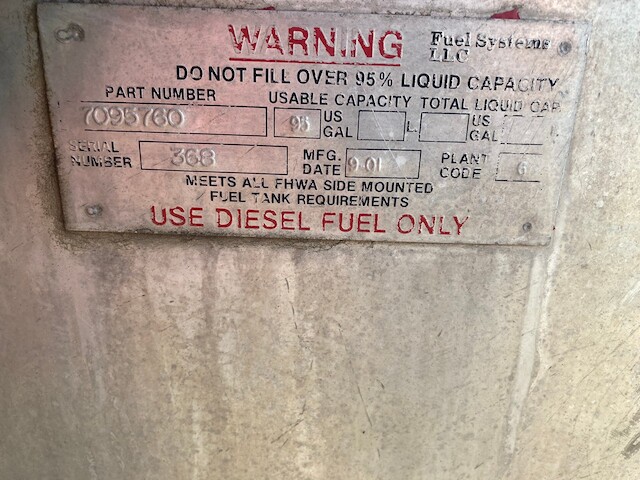 WARNING Fuel Systems LLC
DO NOT FILL OVER 95% LIQUID CAPACITY
PART NUMBER USABLE CAPACITY TOTAL LIQUID CAP
7095760 95 US GAL L US GAL L
SERIAL NUMBER 368 MFG. DATE 9-01 PLANT CODE 6
MEETS ALL FHWA SIDE MOUNTED
FUEL TANK REQUIREMENTS
USE DIESEL FUEL ONLY